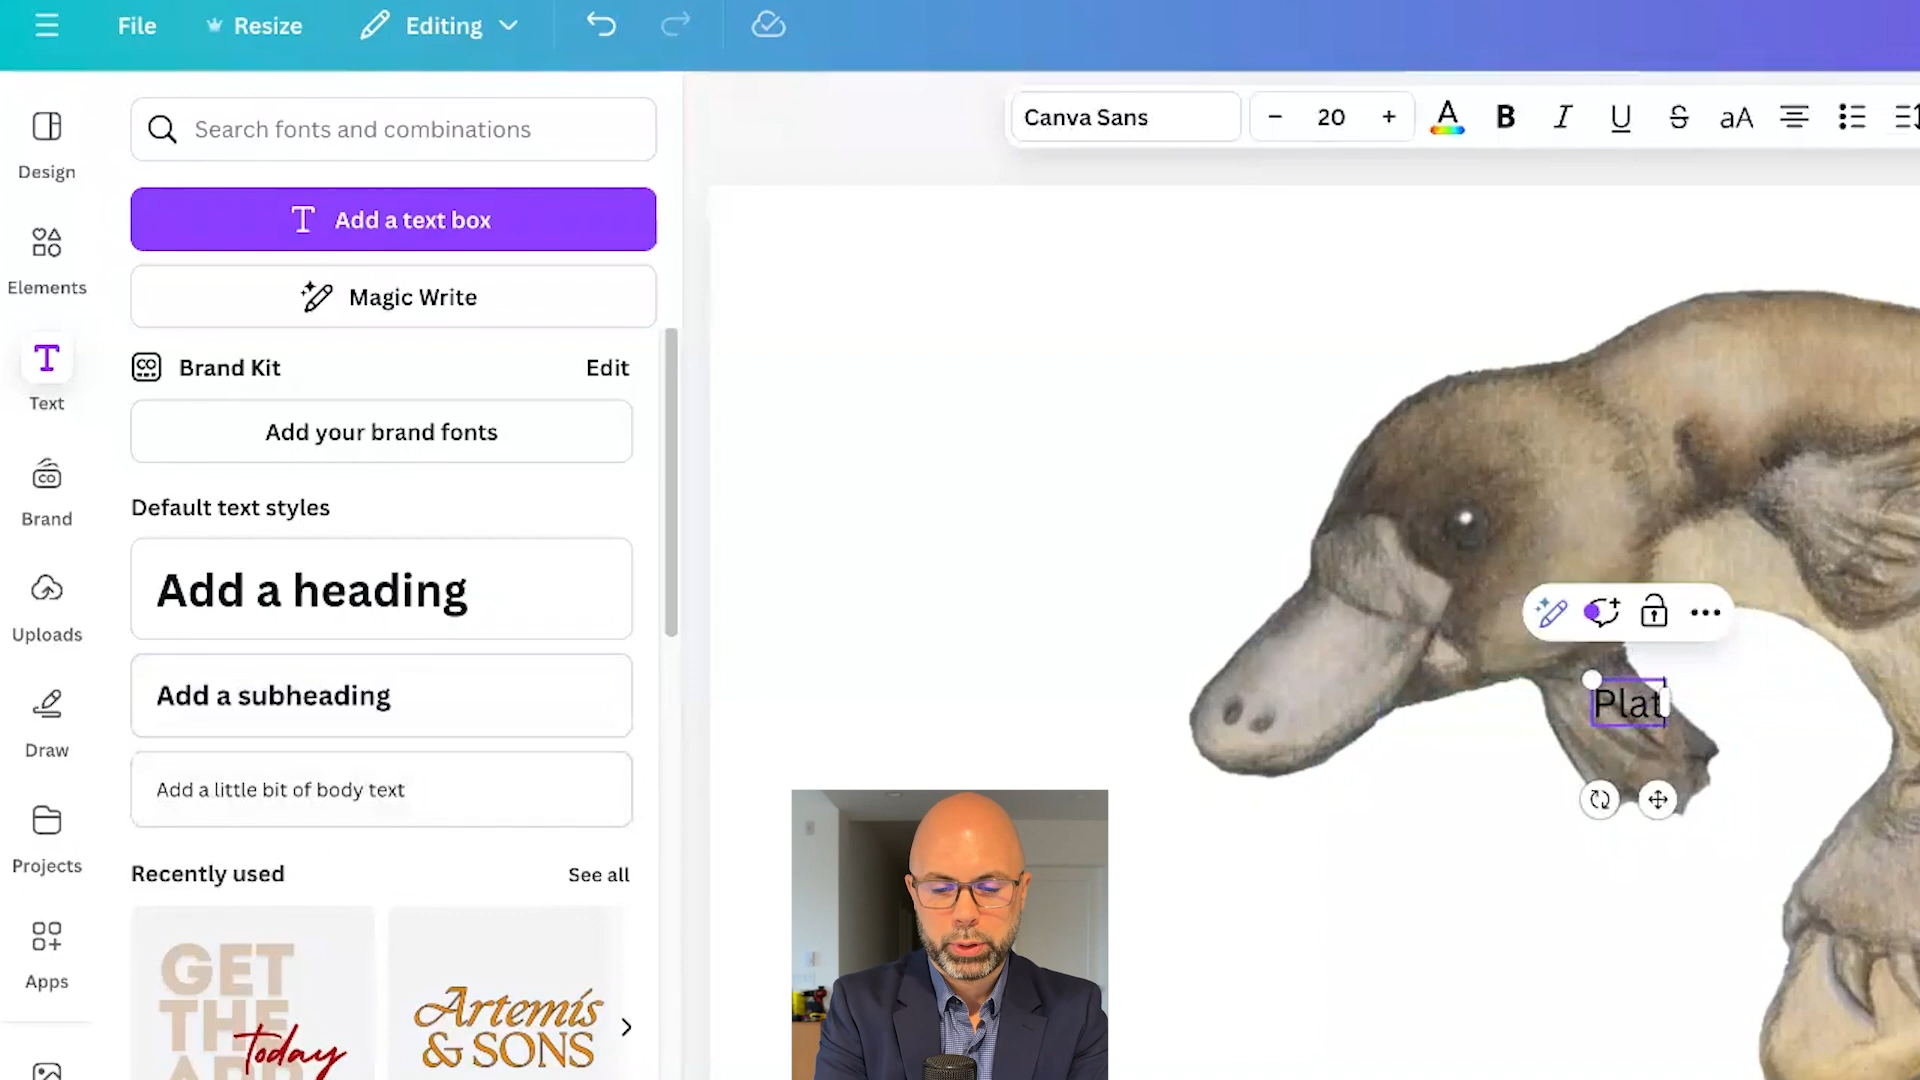 File
Resize
Editing
Design
Elements
Text
Brand
Uploads
Draw
Projects
Apps
Search fonts and combinations
Add a text box
Magic Write
Brand Kit
Edit
Add your brand fonts
Default text styles
Add a heading
Add a subheading
Add a little bit of body text
Recently used
See all
GET
THE
APP
today
Artemis
& SONS
Canva Sans
20
Plat